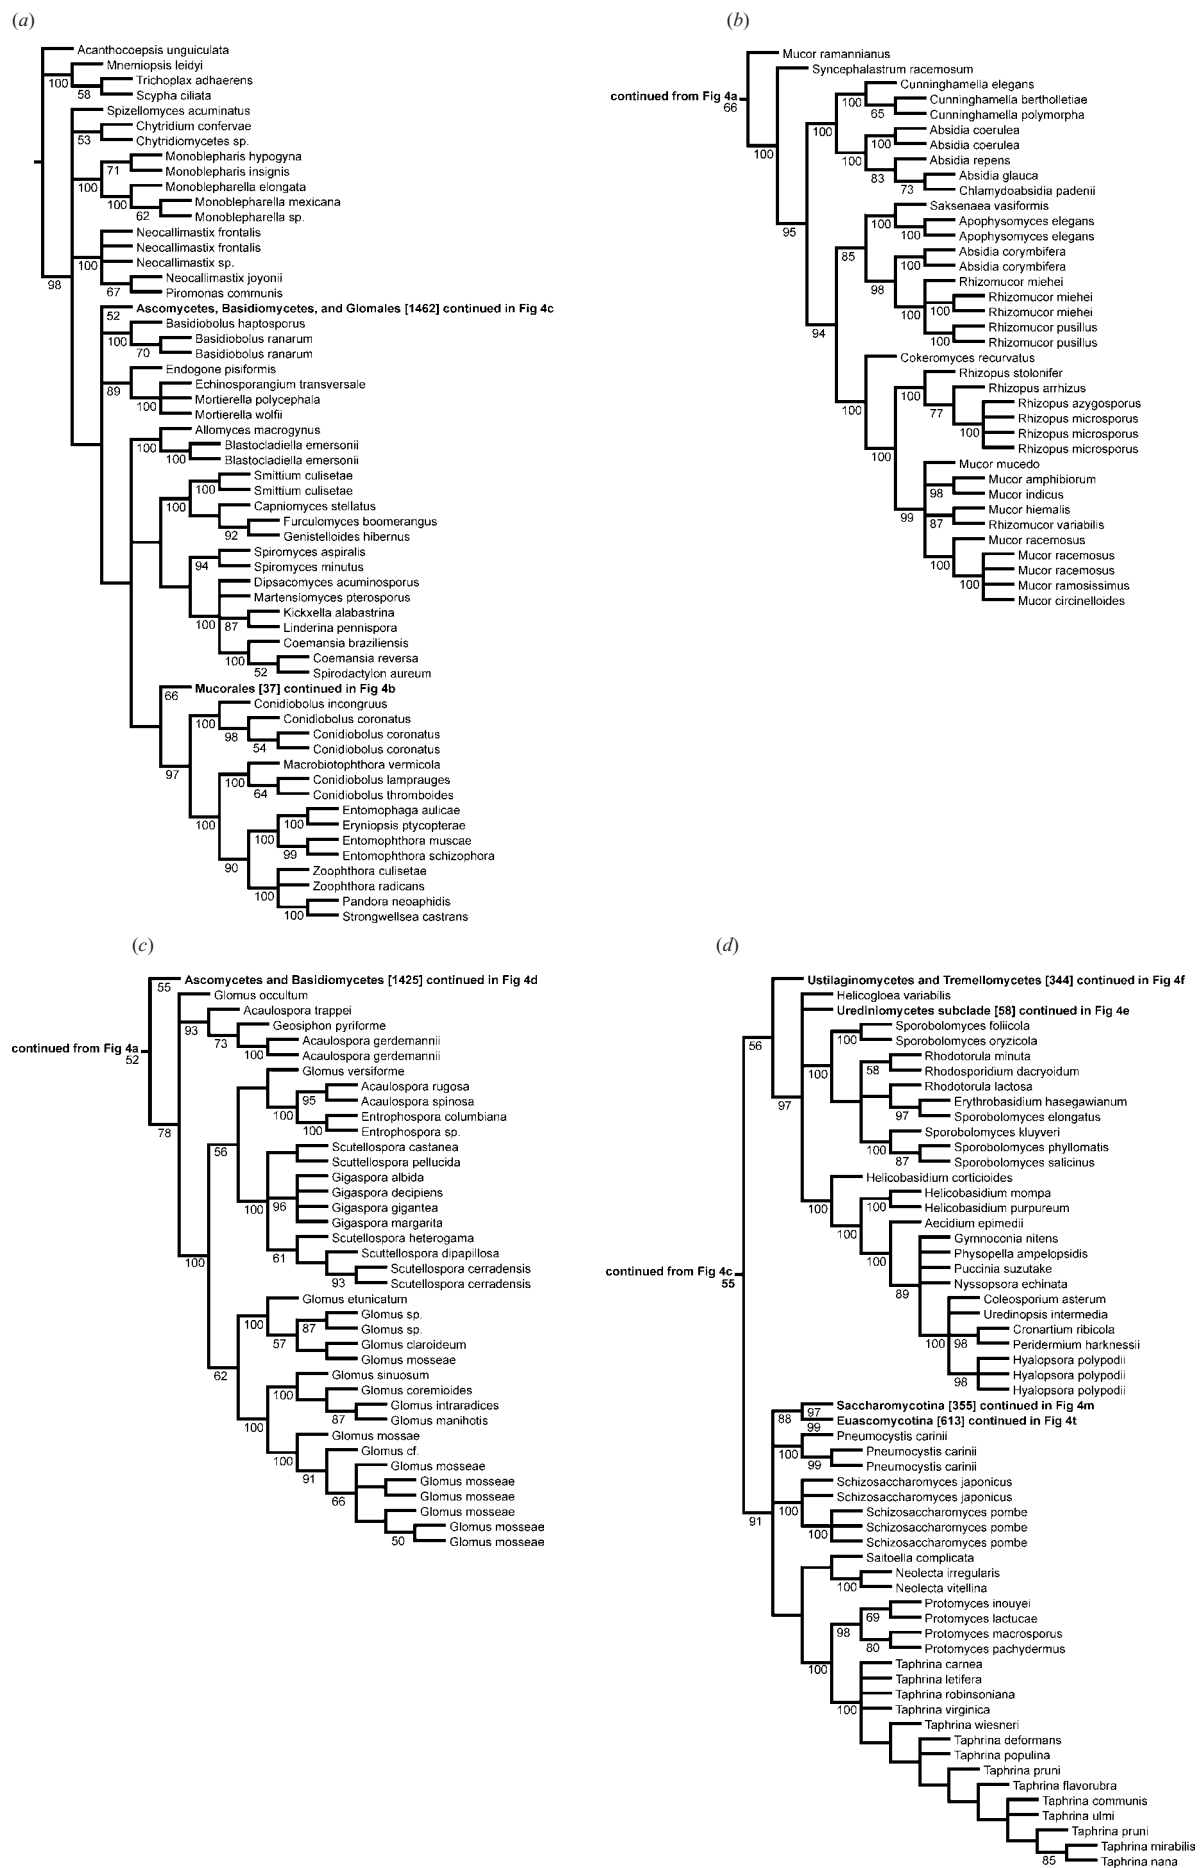 (a)
Acanthocoepsis unguiculata
Mnemiopsis leidyi
Trichoplax adhaerens
100
58
Scypha ciliata
Spizellomyces acuminatus
Chytridium confervae
53
Chytridiomycetes sp.
Monoblepharis hypogyna
71
Monoblepharis insignis
100
Monoblepharella elongata
100
Monoblepharella mexicana
62
Monoblepharella sp.
Neocallimastix frontalis
Neocallimastix frontalis
100
Neocallimastix sp.
98
Neocallimastix joyonii
67
Piromonas communis
52
Ascomycetes, Basidiomycetes, and Glomales [1462] continued in Fig 4c
Basidiobolus haptosporus
100
Basidiobolus ranarum
70
Basidiobolus ranarum
Endogone pisiformis
89
Echinosporangium transversale
100
Mortierella polycephala
Mortierella wolfii
Allomyces macrogynus
100
Blastocladiella emersonii
100
Blastocladiella emersonii
Smittium culisetae
100
Smittium culisetae
100
Capniomyces stellatus
Furculomyces boomerangus
92
Genistelloides hibernus
Spiromyces aspiralis
94
Spiromyces minutus
Dipsacomyces acuminosporus
Martensiomyces pterosporus
Kickxella alabastrina
100
87
Linderina pennispora
Coemansia braziliensis
100
Coemansia reversa
52
Spirodactylon aureum
66
Mucorales [37] continued in Fig 4b
Conidiobolus incongruus
100
Conidiobolus coronatus
98
Conidiobolus coronatus
54
Conidiobolus coronatus
97
Macrobiotophthora vermicola
100
Conidiobolus lamprauges
64
Conidiobolus thromboides
100
Entomophaga aulicae
100
Eryniopsis ptycopterae
100
Entomophthora muscae
99
Entomophthora schizophora
90
Zoophthora culisetae
100
Zoophthora radicans
Pandora neoaphidis
100
Strongwellsea castrans
(b)
Mucor ramannianus
Syncephalastrum racemosum
continued from Fig 4a
66
Cunninghamella elegans
100
Cunninghamella bertholletiae
65
Cunninghamella polymorpha
100
Absidia coerulea
100
Absidia coerulea
100
100
Absidia repens
83
Absidia glauca
73
Chlamydoabsidia padenii
95
Saksenaea vasiformis
100
Apophysomyces elegans
100
Apophysomyces elegans
85
Absidia corymbifera
100
Absidia corymbifera
98
Rhizomucor miehei
Rhizomucor miehei
100
100
Rhizomucor miehei
94
Rhizomucor pusillus
100
Rhizomucor pusillus
Cokeromyces recurvatus
Rhizopus stolonifer
100
Rhizopus arrhizus
100
77
Rhizopus azygosporus
Rhizopus microsporus
100
Rhizopus microsporus
100
Rhizopus microsporus
Mucor mucedo
Mucor amphibiorum
98
Mucor indicus
99
Mucor hiemalis
87
Rhizomucor variabilis
Mucor racemosus
100
Mucor racemosus
Mucor racemosus
100
Mucor ramosissimus
Mucor circinelloides
(c)
55
Ascomycetes and Basidiomycetes [1425] continued in Fig 4d
Glomus occultum
Acaulospora trappei
93
Geosiphon pyriforme
73
Acaulospora gerdemannii
continued from Fig 4a
52
100
Acaulospora gerdemannii
Glomus versiforme
Acaulospora rugosa
95
Acaulospora spinosa
100
Entrophospora columbiana
78
100
Entrophospora sp.
56
Scutellospora castanea
Scuttellospora pellucida
Gigaspora albida
Gigaspora decipiens
100
96
Gigaspora gigantea
Gigaspora margarita
Scutellospora heterogama
61
Scuttellospora dipapillosa
100
Scutellospora cerradensis
93
Scutellospora cerradensis
Glomus etunicatum
100
Glomus sp.
87
Glomus sp.
57
Glomus claroideum
Glomus mosseae
62
Glomus sinuosum
100
Glomus coremioides
Glomus intraradices
87
Glomus manihotis
100
Glomus mossae
100
Glomus cf.
91
Glomus mosseae
Glomus mosseae
66
Glomus mosseae
Glomus mosseae
Glomus mosseae
50
Glomus mosseae
(d)
Ustilaginomycetes and Tremellomycetes [344] continued in Fig 4f
Helicogloea variabilis
Urediniomycetes subclade [58] continued in Fig 4e
Sporobolomyces foliicola
100
Sporobolomyces oryzicola
56
Rhodotorula minuta
100
58
Rhodosporidium dacryoidum
Rhodotorula lactosa
97
Erythrobasidium hasegawianum
97
Sporobolomyces elongatus
Sporobolomyces kluyveri
100
Sporobolomyces phyllomatis
87
Sporobolomyces salicinus
Helicobasidium corticioides
100
Helicobasidium mompa
100
Helicobasidium purpureum
100
Aecidium epimedii
100
Gymnoconia nitens
Physopella ampelopsidis
continued from Fig 4c
55
Puccinia suzutake
89
Nyssopsora echinata
Coleosporium asterum
Uredinopsis intermedia
Cronartium ribicola
100
98
Peridermium harknessii
Hyalopsora polypodii
98
Hyalopsora polypodii
Hyalopsora polypodii
Saccharomycotina [355] continued in Fig 4m
88
97
Euascomycotina [613] continued in Fig 4t
99
Pneumocystis carinii
100
Pneumocystis carinii
99
Pneumocystis carinii
Schizosaccharomyces japonicus
Schizosaccharomyces japonicus
100
Schizosaccharomyces pombe
91
Schizosaccharomyces pombe
100
Schizosaccharomyces pombe
Saitoella complicata
Neolecta irregularis
100
Neolecta vitellina
Protomyces inouyei
69
Protomyces lactucae
98
Protomyces macrosporus
80
Protomyces pachydermus
100
Taphrina carnea
Taphrina letifera
Taphrina robinsoniana
100
Taphrina virginica
Taphrina wiesneri
Taphrina deformans
Taphrina populina
Taphrina pruni
Taphrina flavorubra
Taphrina communis
Taphrina ulmi
Taphrina pruni
Taphrina mirabilis
85
Taphrina nana